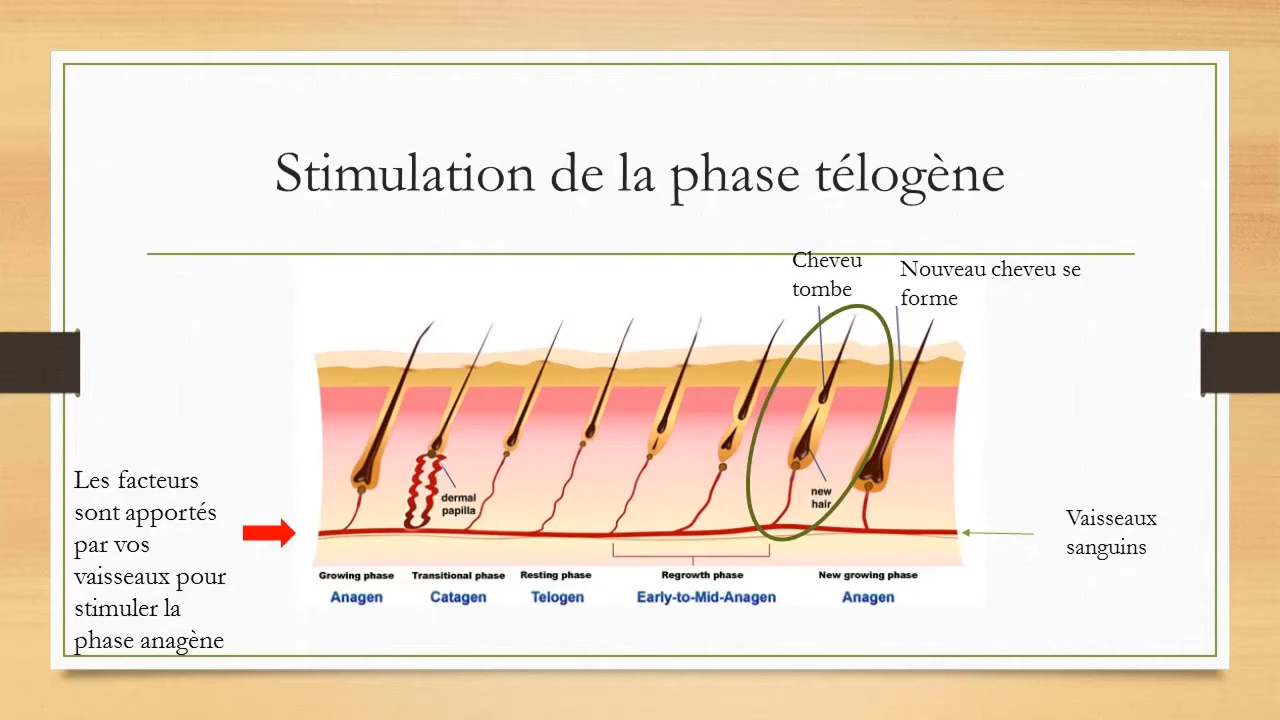 Stimulation de la phase télogène
Cheveu
tombe
Nouveau cheveu se
forme
Les facteurs
sont apportés
par vos
vaisseaux pour
stimuler la
phase anagène
dermal
papilla
new
hair
Vaisseaux
sanguins
Growing phase
Anagen
Transitional phase
Catagen
Resting phase
Telogen
Regrowth phase
Early-to-Mid-Anagen
New growing phase
Anagen